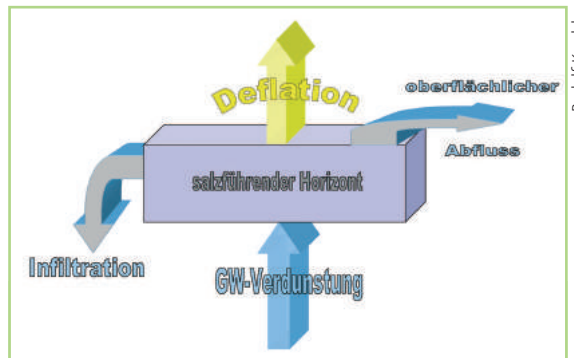 Deflation
oberflächlicher
Abfluss
salzführender Horizont
Infiltration
GW-Verdunstung